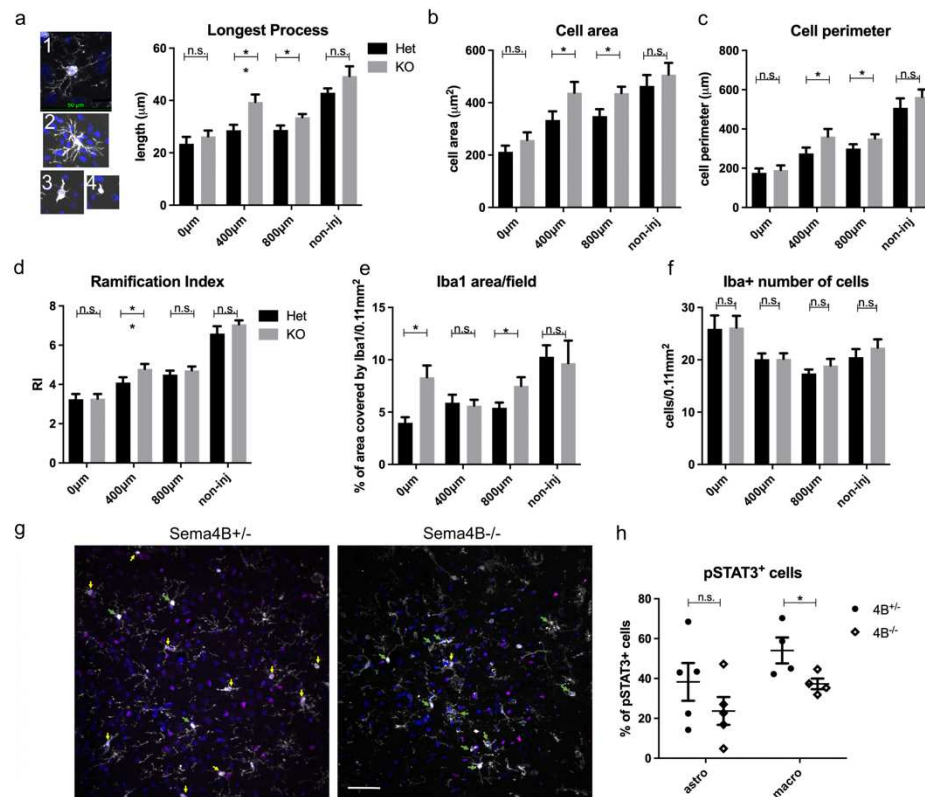 a
1
50 µm
2
3
4
Longest Process
length (µm)
60
40
20
0
n.s.
*
*
*
n.s.
Het
KO
0µm
400µm
800µm
non-inj
b
Cell area
cell area (µm²)
600
400
200
0
n.s.
*
*
n.s.
0µm
400µm
800µm
non-inj
c
Cell perimeter
cell perimeter (µm)
800
600
400
200
0
n.s.
*
*
n.s.
0µm
400µm
800µm
non-inj
d
Ramification Index
RI
8
6
4
2
0
n.s.
*
*
n.s.
n.s.
Het
KO
0µm
400µm
800µm
non-inj
e
Iba1 area/field
% of area covered by Iba1/0.11mm²
15
10
5
0
*
n.s.
*
n.s.
0µm
400µm
800µm
non-inj
f
Iba+ number of cells
cells/0.11mm²
30
20
10
0
n.s.
n.s.
n.s.
n.s.
0µm
400µm
800µm
non-inj
g
Sema4B+/-
Sema4B-/-
h
pSTAT3⁺ cells
% of pSTAT3+ cells
100
80
60
40
20
0
n.s.
*
4B⁺/⁻
4B⁻/⁻
astro
macro